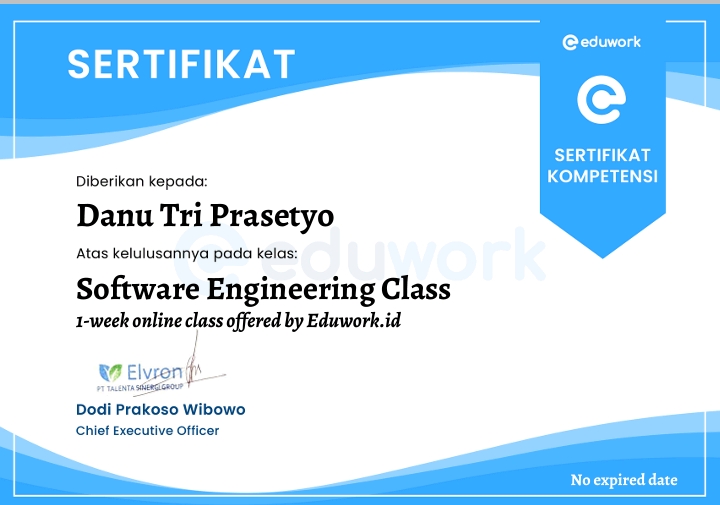 SERTIFIKAT
eduwork
SERTIFIKAT
KOMPETENSI
Diberikan kepada:
Danu Tri Prasetyo
Atas kelulusannya pada kelas:
eduwork
Software Engineering Class
1-week online class offered by Eduwork.id
Elvron
PT TALENTA SINERGI GROUP
Dodi Prakoso Wibowo
Chief Executive Officer
No expired date